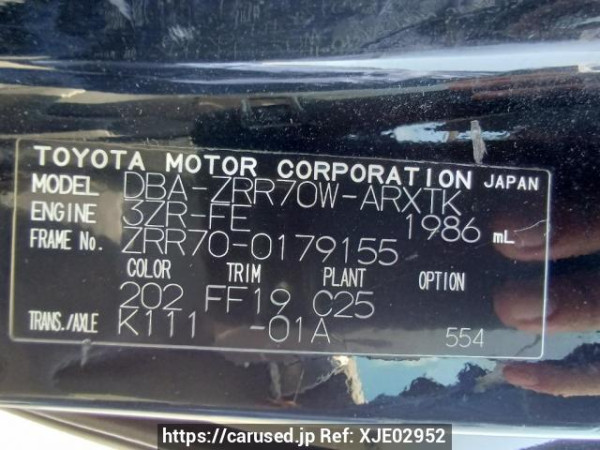 TOYOTA MOTOR CORPORATION JAPAN
MODEL DBA-ZRR70W-ARXTK
ENGINE 3ZR-FE 1986 mL
FRAME No. ZRR70-0179155
COLOR TRIM PLANT OPTION
202 FF19 C25
TRANS./AXLE K111 -01A 554
https://carused.jp Ref: XJE02952